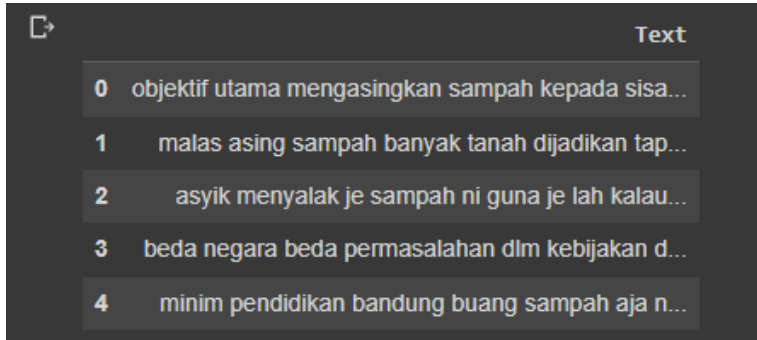 Text
0 objektif utama mengasingkan sampah kepada sisa...
1 malas asing sampah banyak tanah dijadikan tap...
2 asyik menyalak je sampah ni guna je lah kalau...
3 beda negara beda permasalahan dlm kebijakan d...
4 minim pendidikan bandung buang sampah aja n...